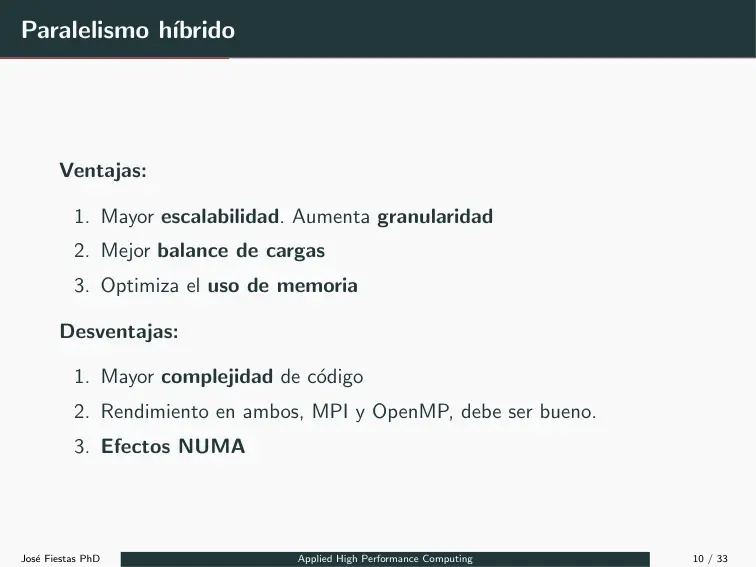 Paralelismo híbrido
Ventajas:
1. Mayor escalabilidad. Aumenta granularidad
2. Mejor balance de cargas
3. Optimiza el uso de memoria
Desventajas:
1. Mayor complejidad de código
2. Rendimiento en ambos, MPI y OpenMP, debe ser bueno.
3. Efectos NUMA
José Fiestas PhD
Applied High Performance Computing
10 / 33